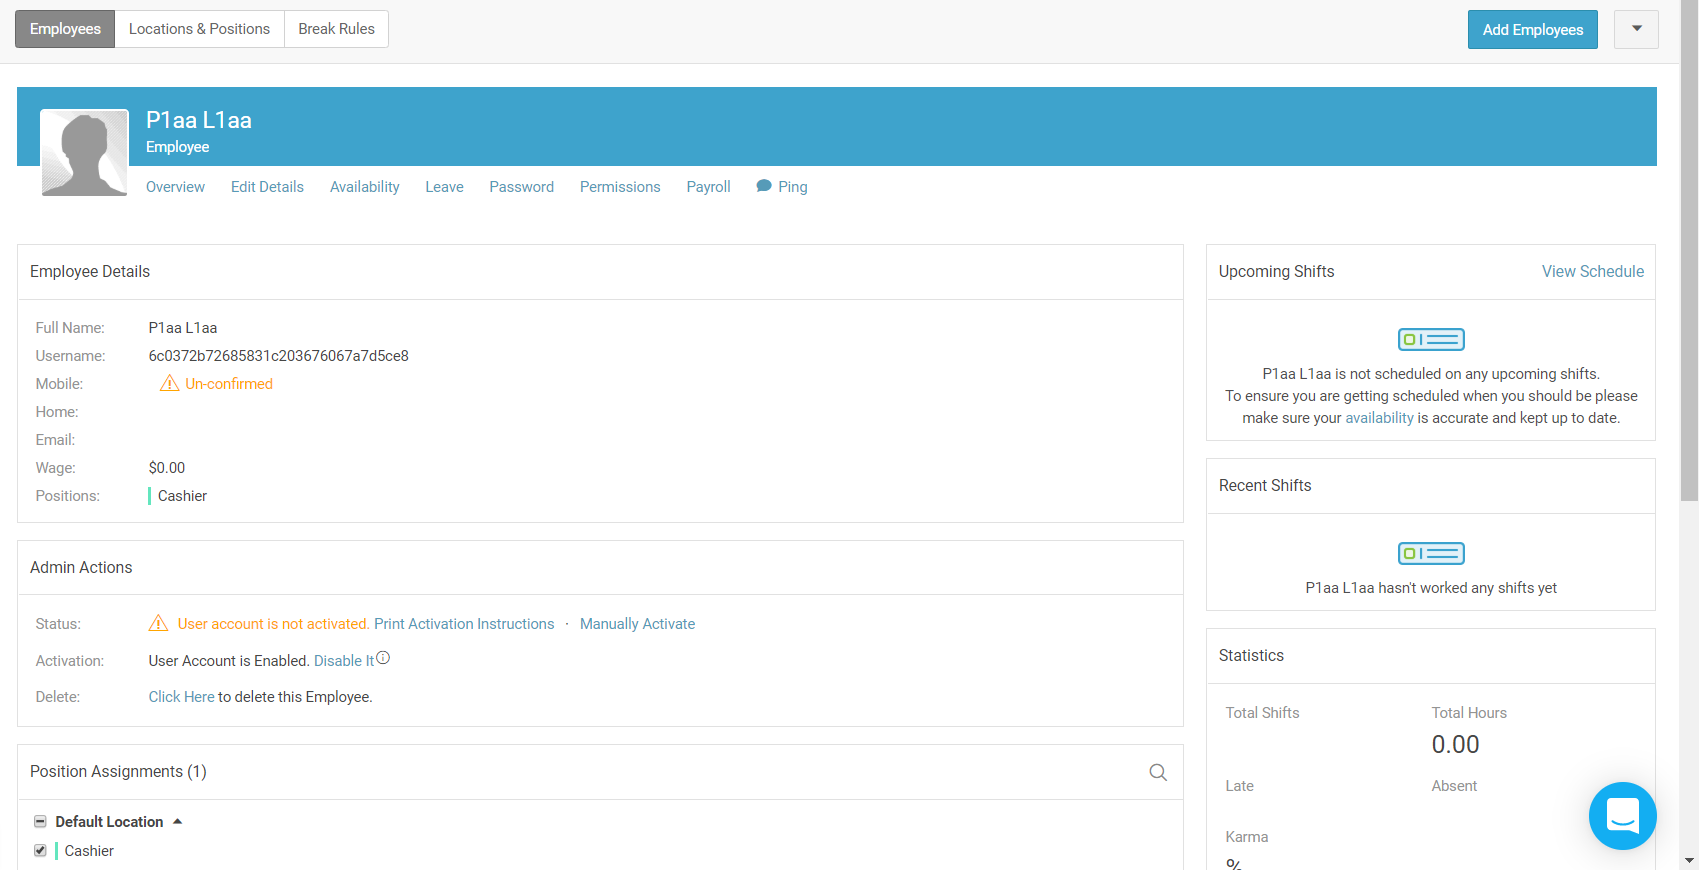 Employees Locations & Positions Break Rules Add Employees
P1aa L1aa
Employee
Overview Edit Details Availability Leave Password Permissions Payroll Ping
Employee Details
Full Name: P1aa L1aa
Username: 6c0372b72685831c203676067a7d5ce8
Mobile: Un-confirmed
Home:
Email:
Wage: $0.00
Positions: Cashier
Admin Actions
Status: User account is not activated. Print Activation Instructions · Manually Activate
Activation: User Account is Enabled. Disable It
Delete: Click Here to delete this Employee.
Position Assignments (1)
Default Location
Cashier
Upcoming Shifts View Schedule
P1aa L1aa is not scheduled on any upcoming shifts.
To ensure you are getting scheduled when you should be please
make sure your availability is accurate and kept up to date.
Recent Shifts
P1aa L1aa hasn't worked any shifts yet
Statistics
Total Shifts Total Hours
0.00
Late Absent
Karma
%